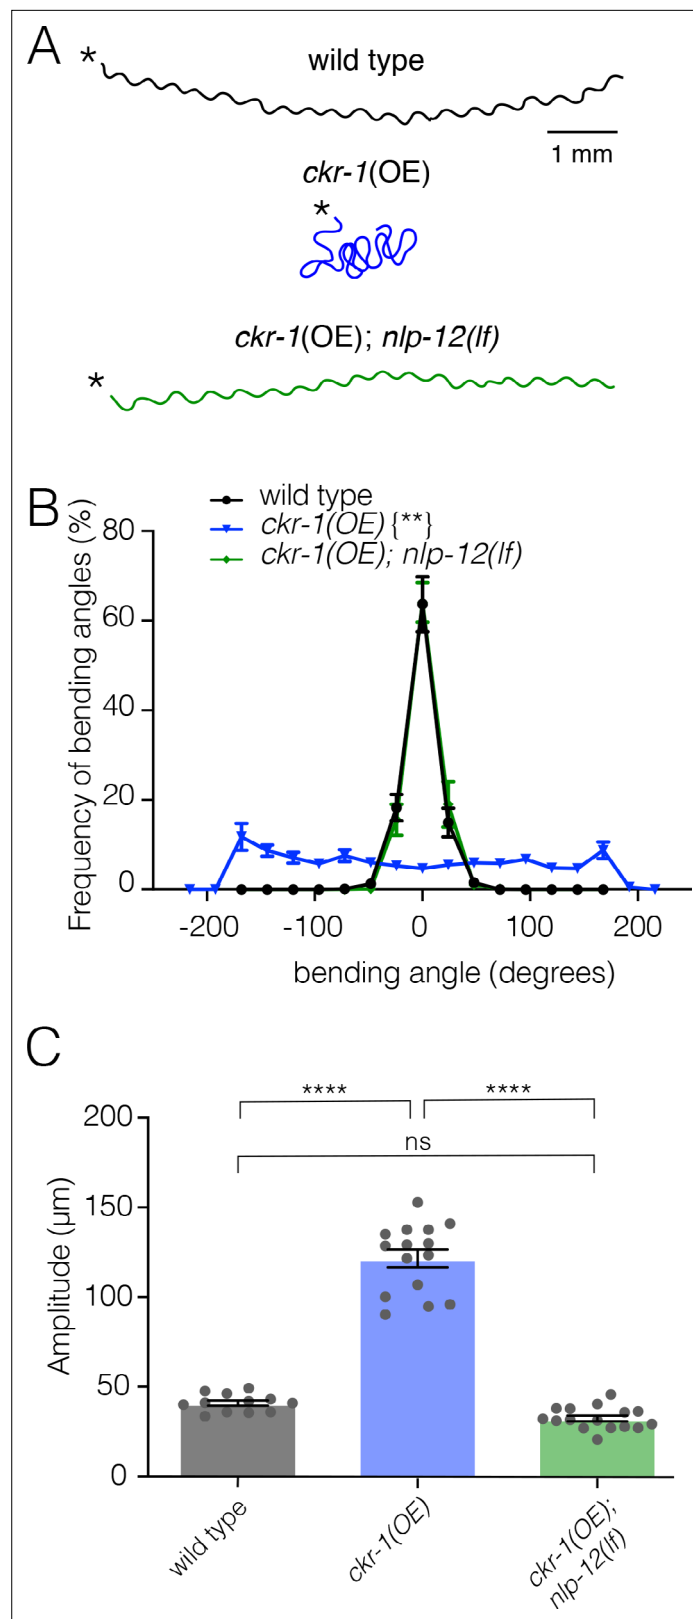 A
*
wild type
1 mm
ckr-1(OE)
*
ckr-1(OE); nlp-12(lf)
*
B
wild type
ckr-1(OE) {**}
ckr-1(OE); nlp-12(lf)
Frequency of bending angles (%)
80
60
40
20
0
-200 -100 0 100 200
bending angle (degrees)
C
**** ****
ns
Amplitude (µm)
200
150
100
50
0
wild type
ckr-1(OE)
ckr-1(OE);
nlp-12(lf)